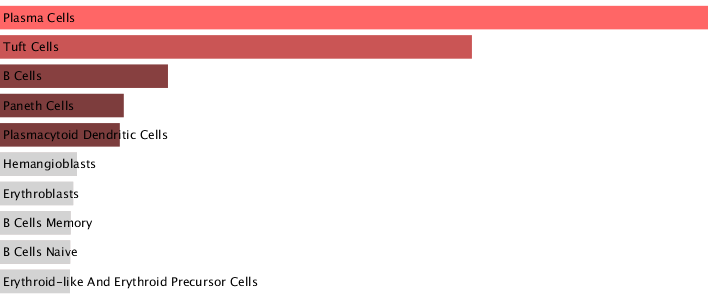 Plasma Cells
Tuft Cells
B Cells
Paneth Cells
Plasmacytoid Dendritic Cells
Hemangioblasts
Erythroblasts
B Cells Memory
B Cells Naive
Erythroid-like And Erythroid Precursor Cells